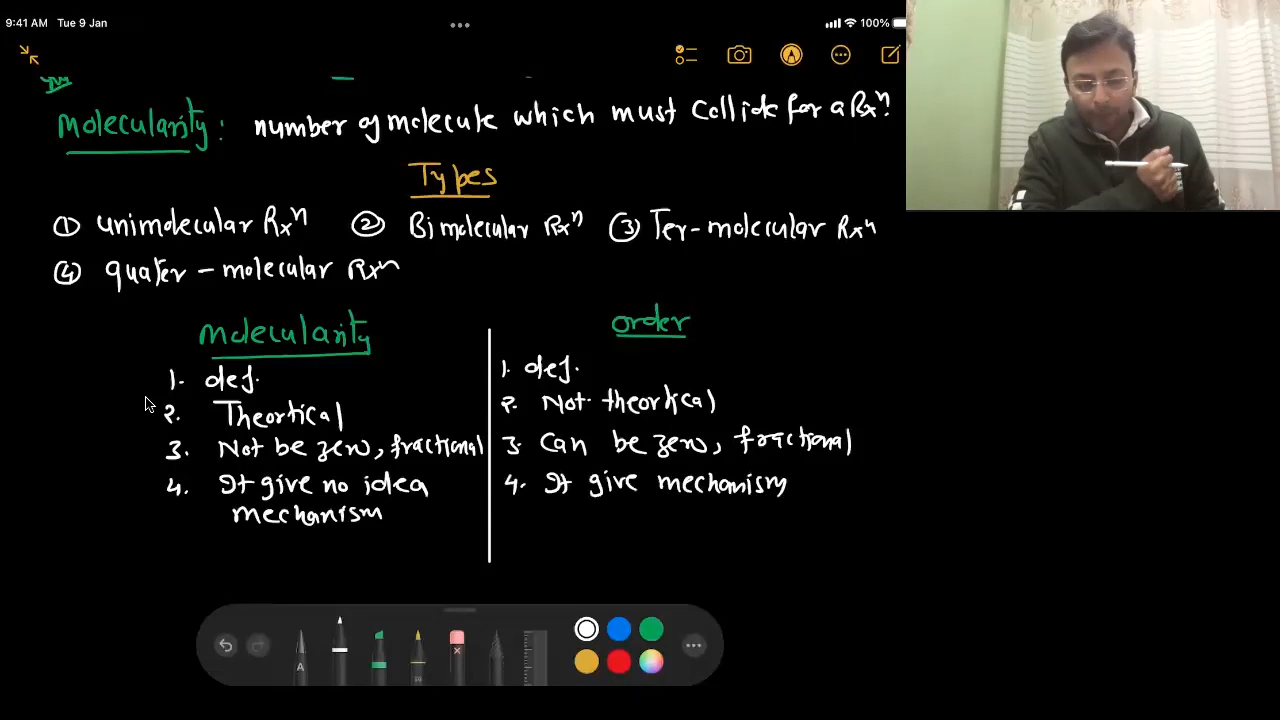 9:41 AM Tue 9 Jan
100%
Molecularity: number of molecule which must collide for a Rxⁿ.
Types
① unimolecular Rxⁿ ② Bimolecular Rxⁿ ③ Ter-molecular Rxⁿ
④ quater-molecular Rxⁿ
molecularity
1. def.
2. Theortical
3. Not be zero, fractional
4. It give no idea
mechanism
order
1. def.
2. Not theortical
3. Can be zero, fractional
4. It give mechanism